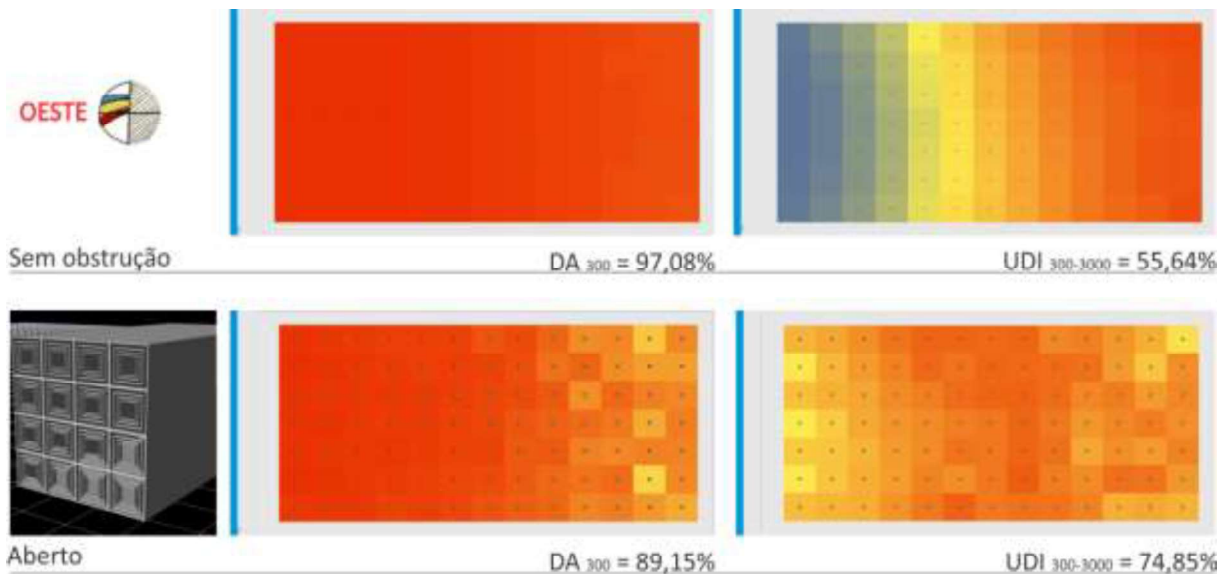 OESTE
Sem obstrução
DA 300 = 97,08%
UDI 300-3000 = 55,64%
Aberto
DA 300 = 89,15%
UDI 300-3000 = 74,85%